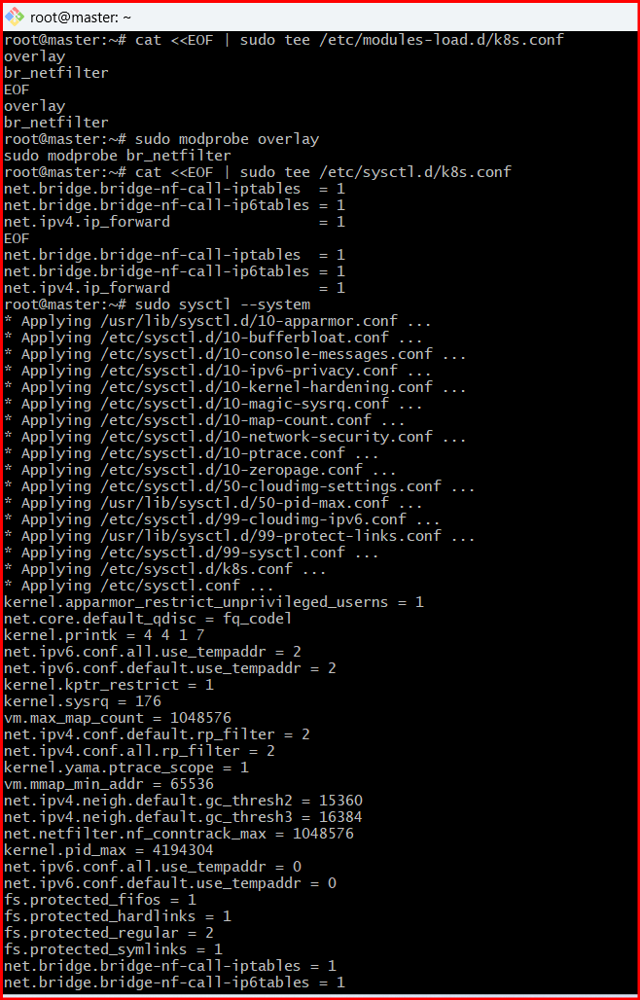 root@master: ~
root@master:~# cat <<EOF | sudo tee /etc/modules-load.d/k8s.conf
overlay
br_netfilter
EOF
overlay
br_netfilter
root@master:~# sudo modprobe overlay
sudo modprobe br_netfilter
root@master:~# cat <<EOF | sudo tee /etc/sysctl.d/k8s.conf
net.bridge.bridge-nf-call-iptables  = 1
net.bridge.bridge-nf-call-ip6tables = 1
net.ipv4.ip_forward                 = 1
EOF
net.bridge.bridge-nf-call-iptables  = 1
net.bridge.bridge-nf-call-ip6tables = 1
net.ipv4.ip_forward                 = 1
root@master:~# sudo sysctl --system
* Applying /usr/lib/sysctl.d/10-apparmor.conf ...
* Applying /etc/sysctl.d/10-bufferbloat.conf ...
* Applying /etc/sysctl.d/10-console-messages.conf ...
* Applying /etc/sysctl.d/10-ipv6-privacy.conf ...
* Applying /etc/sysctl.d/10-kernel-hardening.conf ...
* Applying /etc/sysctl.d/10-magic-sysrq.conf ...
* Applying /etc/sysctl.d/10-map-count.conf ...
* Applying /etc/sysctl.d/10-network-security.conf ...
* Applying /etc/sysctl.d/10-ptrace.conf ...
* Applying /etc/sysctl.d/10-zeropage.conf ...
* Applying /etc/sysctl.d/50-cloudimg-settings.conf ...
* Applying /usr/lib/sysctl.d/50-pid-max.conf ...
* Applying /etc/sysctl.d/99-cloudimg-ipv6.conf ...
* Applying /usr/lib/sysctl.d/99-protect-links.conf ...
* Applying /etc/sysctl.d/99-sysctl.conf ...
* Applying /etc/sysctl.d/k8s.conf ...
* Applying /etc/sysctl.conf ...
kernel.apparmor_restrict_unprivileged_userns = 1
net.core.default_qdisc = fq_codel
kernel.printk = 4 4 1 7
net.ipv6.conf.all.use_tempaddr = 2
net.ipv6.conf.default.use_tempaddr = 2
kernel.kptr_restrict = 1
kernel.sysrq = 176
vm.max_map_count = 1048576
net.ipv4.conf.default.rp_filter = 2
net.ipv4.conf.all.rp_filter = 2
kernel.yama.ptrace_scope = 1
vm.mmap_min_addr = 65536
net.ipv4.neigh.default.gc_thresh2 = 15360
net.ipv4.neigh.default.gc_thresh3 = 16384
net.netfilter.nf_conntrack_max = 1048576
kernel.pid_max = 4194304
net.ipv6.conf.all.use_tempaddr = 0
net.ipv6.conf.default.use_tempaddr = 0
fs.protected_fifos = 1
fs.protected_hardlinks = 1
fs.protected_regular = 2
fs.protected_symlinks = 1
net.bridge.bridge-nf-call-iptables = 1
net.bridge.bridge-nf-call-ip6tables = 1